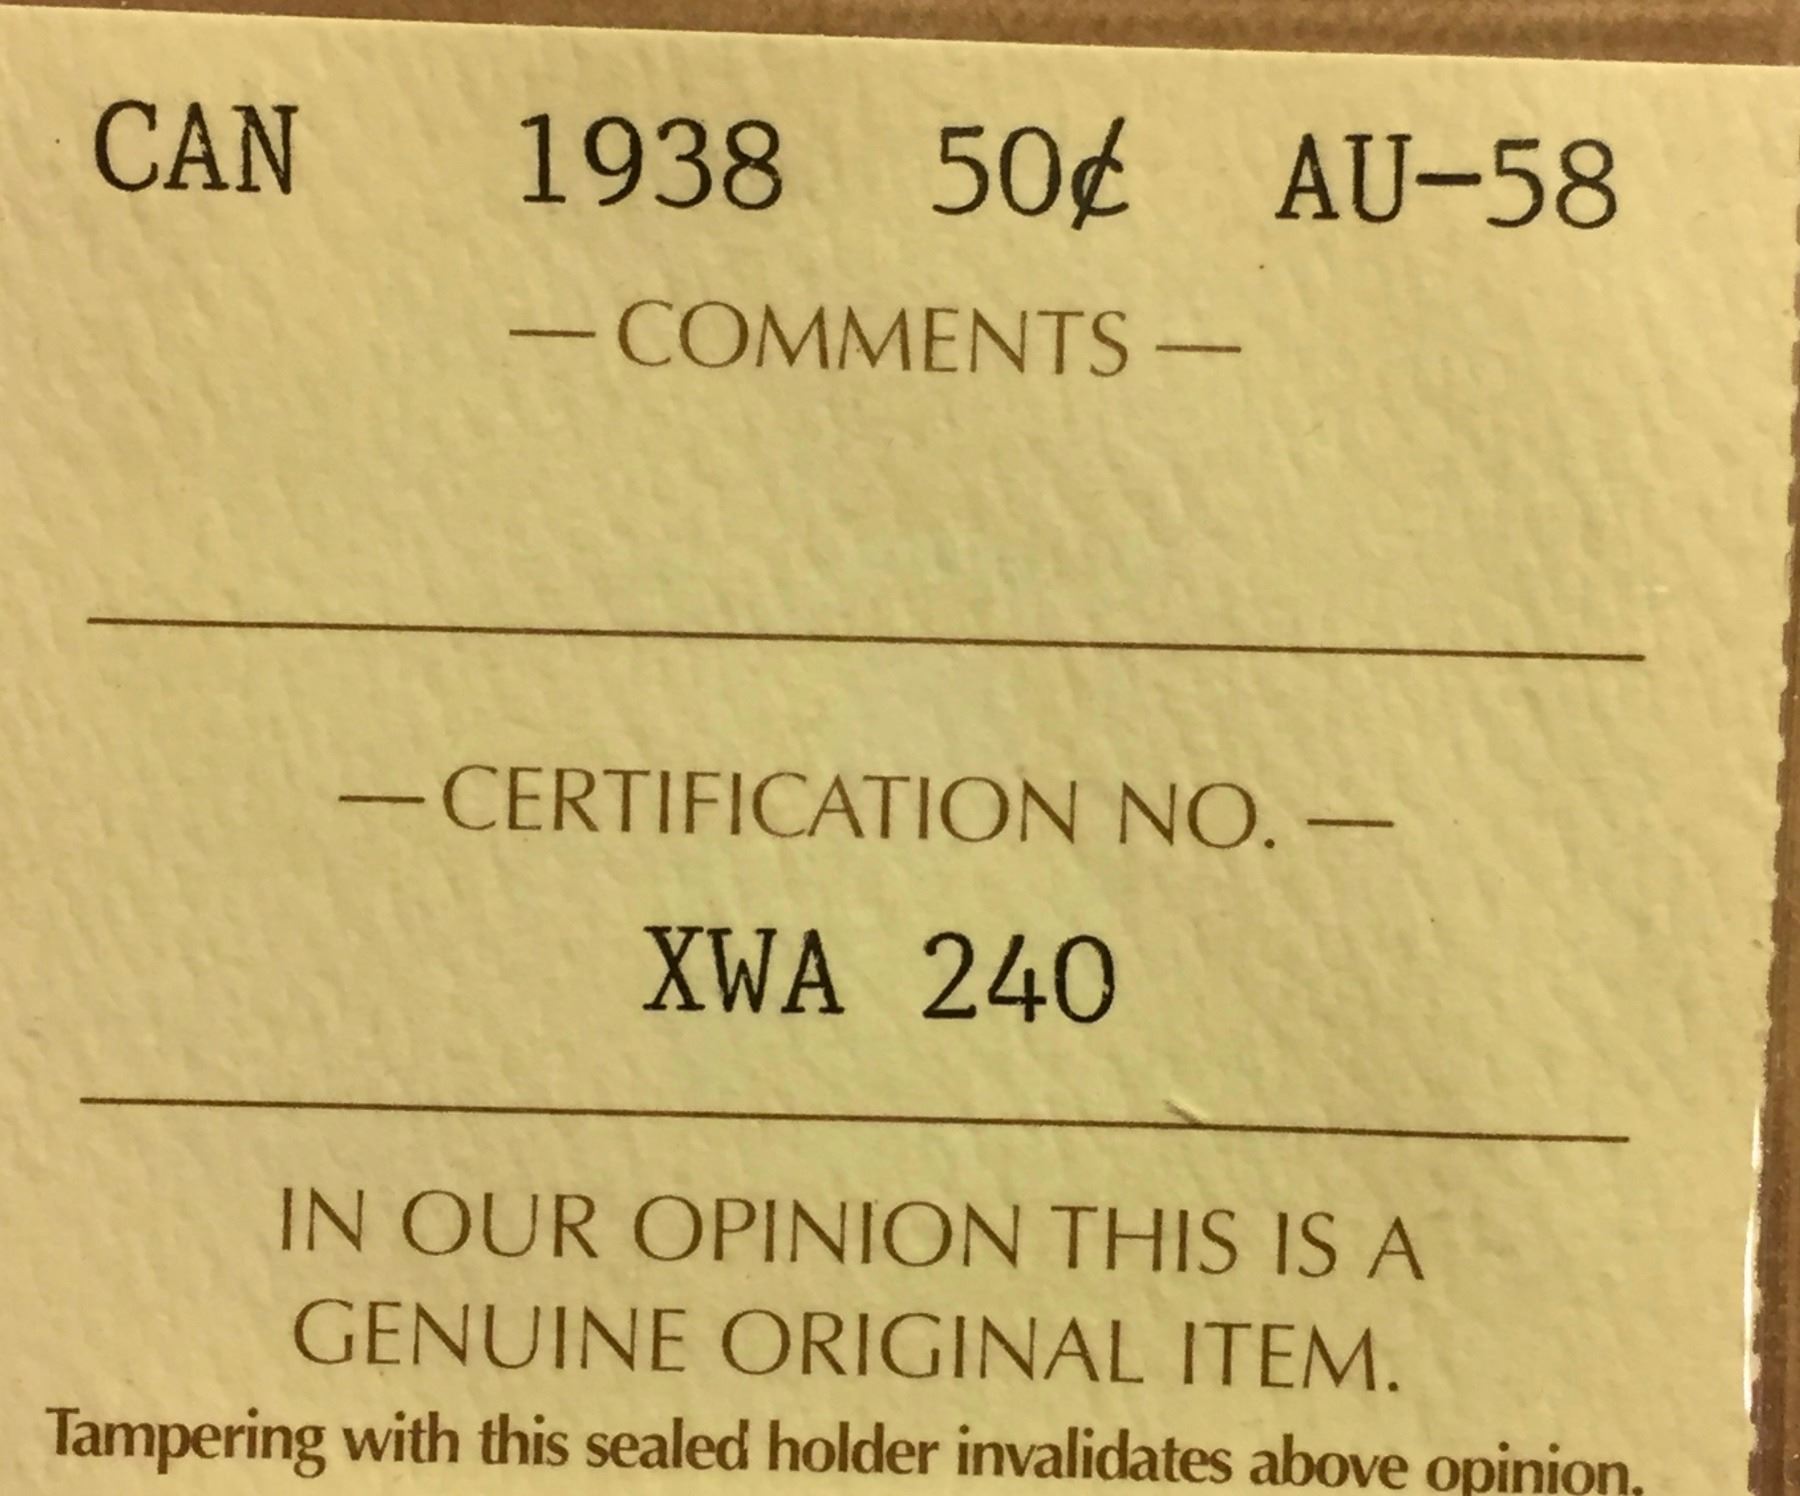 CAN 1938 50¢ AU-58
— COMMENTS —
— CERTIFICATION NO. —
XWA 240
IN OUR OPINION THIS IS A
GENUINE ORIGINAL ITEM.
Tampering with this sealed holder invalidates above opinion.